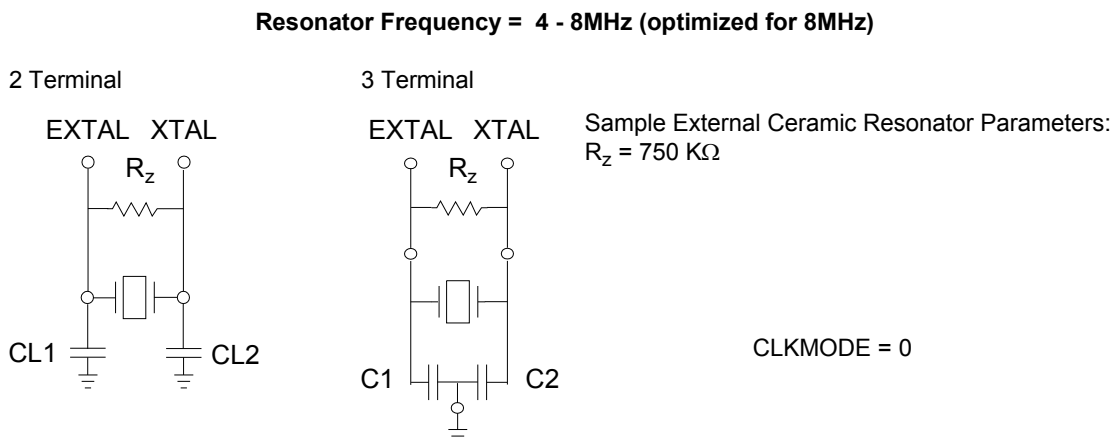 Resonator Frequency = 4 - 8MHz (optimized for 8MHz)
2 Terminal
3 Terminal
EXTAL XTAL
EXTAL XTAL
Sample External Ceramic Resonator Parameters:
Rz = 750 KΩ
Rz
Rz
CL1
CL2
CLKMODE = 0
C1
C2